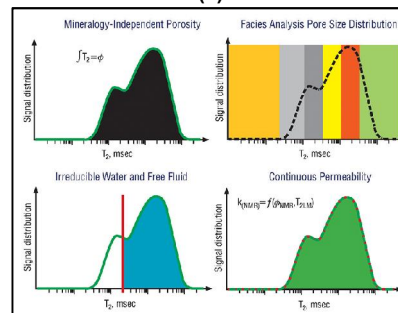 Mineralogy-Independent Porosity
∫T₂=ϕ
Signal distribution
T₂, msec
Facies Analysis Pore Size Distribution
Signal distribution
T₂, msec
Irreducible Water and Free Fluid
Signal distribution
T₂, msec
Continuous Permeability
k(NMR)=f(ϕNMR,T2LM)
Signal distribution
T₂, msec